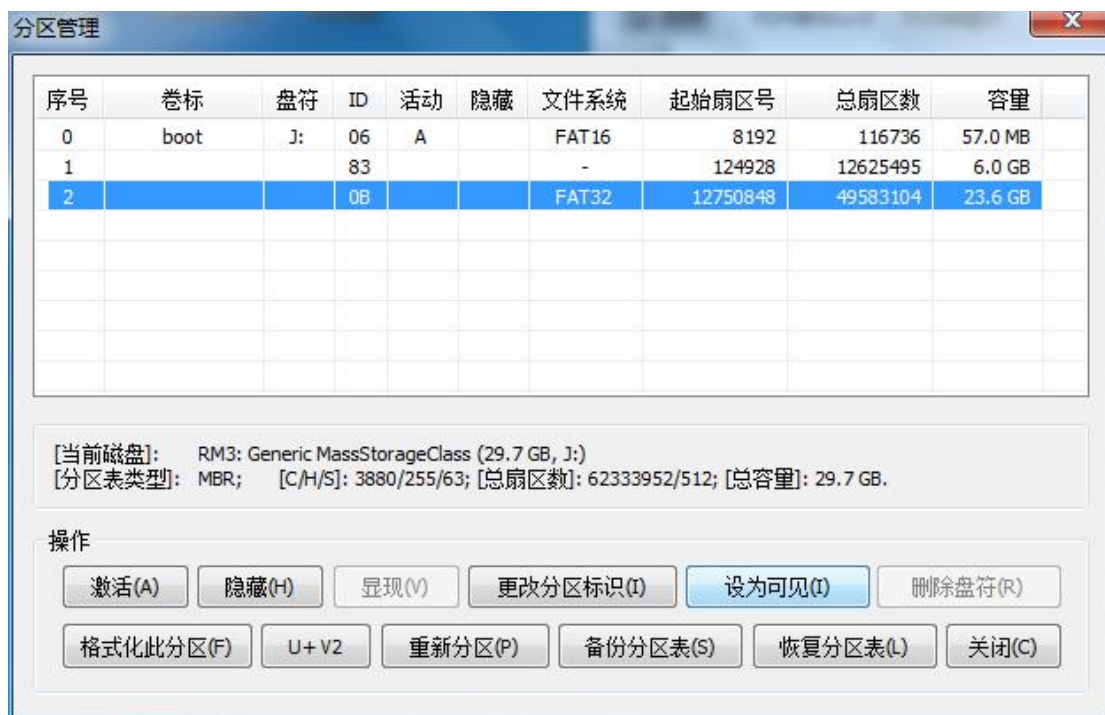 分区管理
序号 卷标 盘符 ID 活动 隐藏 文件系统 起始扇区号 总扇区数 容量
0 boot J: 06 A FAT16 8192 116736 57.0 MB
1 83 - 124928 12625495 6.0 GB
2 0B FAT32 12750848 49583104 23.6 GB
[当前磁盘]: RM3: Generic MassStorageClass (29.7 GB, J:)
[分区表类型]: MBR; [C/H/S]: 3880/255/63; [总扇区数]: 62333952/512; [总容量]: 29.7 GB.
操作
激活(A) 隐藏(H) 显现(V) 更改分区标识(I) 设为可见(I) 删除盘符(R)
格式化此分区(F) U+ V2 重新分区(P) 备份分区表(S) 恢复分区表(L) 关闭(C)